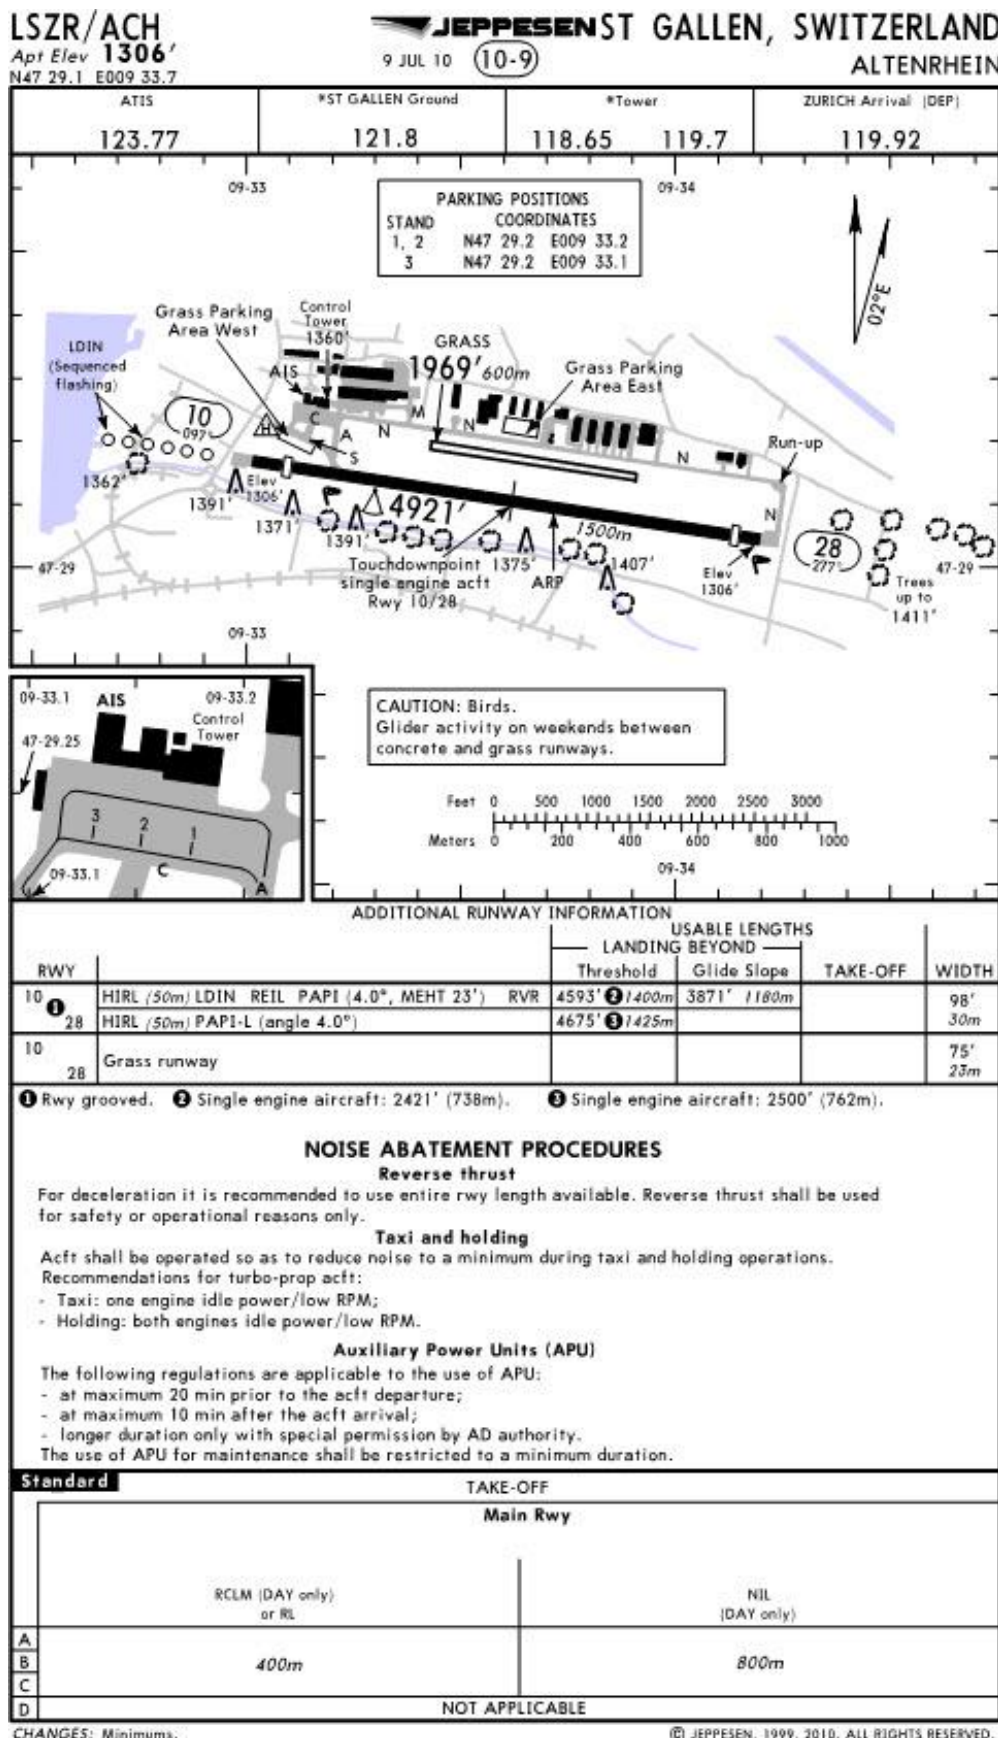 LSZR/ACH
Apt Elev 1306'
N47 29.1 E009 33.7
JEPPESEN
9 JUL 10 (10-9)
ST GALLEN, SWITZERLAND
ALTENRHEIN
ATIS
123.77
*ST GALLEN Ground
121.8
*Tower
118.65 119.7
ZURICH Arrival (DEP)
119.92
09-33
09-34
PARKING POSITIONS
STAND COORDINATES
1, 2 N47 29.2 E009 33.2
3 N47 29.2 E009 33.1
02°E
Grass Parking
Area West
Control
Tower
1360'
LDIN
(Sequenced
flashing)
AIS
GRASS
1969' 600m
Grass Parking
Area East
10
097°
H
C
A
S
M
N
N
N
N
Run-up
1362'
1391'
Elev
1306'
1371'
1391'
4921'
1500m
Touchdownpoint
single engine acft
Rwy 10/28
1375'
ARP
1407'
Elev
1306'
28
277°
Trees
up to
1411'
47-29
47-29
09-33
09-33.1
AIS
09-33.2
Control
Tower
47-29.25
3
2
1
09-33.1
C
A
CAUTION: Birds.
Glider activity on weekends between
concrete and grass runways.
Feet 0 500 1000 1500 2000 2500 3000
Meters 0 200 400 600 800 1000
09-34
ADDITIONAL RUNWAY INFORMATION
USABLE LENGTHS
LANDING BEYOND
RWY Threshold Glide Slope TAKE-OFF WIDTH
10 HIRL (50m) LDIN REIL PAPI (4.0°, MEHT 23') RVR 4593' ❷ 1400m 3871' 1180m 98'
❶
28 HIRL (50m) PAPI-L (angle 4.0°) 4675' ❸ 1425m 30m
10 75'
Grass runway
28 23m
❶ Rwy grooved. ❷ Single engine aircraft: 2421' (738m). ❸ Single engine aircraft: 2500' (762m).
NOISE ABATEMENT PROCEDURES
Reverse thrust
For deceleration it is recommended to use entire rwy length available. Reverse thrust shall be used
for safety or operational reasons only.
Taxi and holding
Acft shall be operated so as to reduce noise to a minimum during taxi and holding operations.
Recommendations for turbo-prop acft:
- Taxi: one engine idle power/low RPM;
- Holding: both engines idle power/low RPM.
Auxiliary Power Units (APU)
The following regulations are applicable to the use of APU:
- at maximum 20 min prior to the acft departure;
- at maximum 10 min after the acft arrival;
- longer duration only with special permission by AD authority.
The use of APU for maintenance shall be restricted to a minimum duration.
Standard
TAKE-OFF
Main Rwy
RCLM (DAY only)
or RL
NIL
(DAY only)
A
B
C
D
400m
800m
NOT APPLICABLE
CHANGES: Minimums.
© JEPPESEN, 1999, 2010. ALL RIGHTS RESERVED.